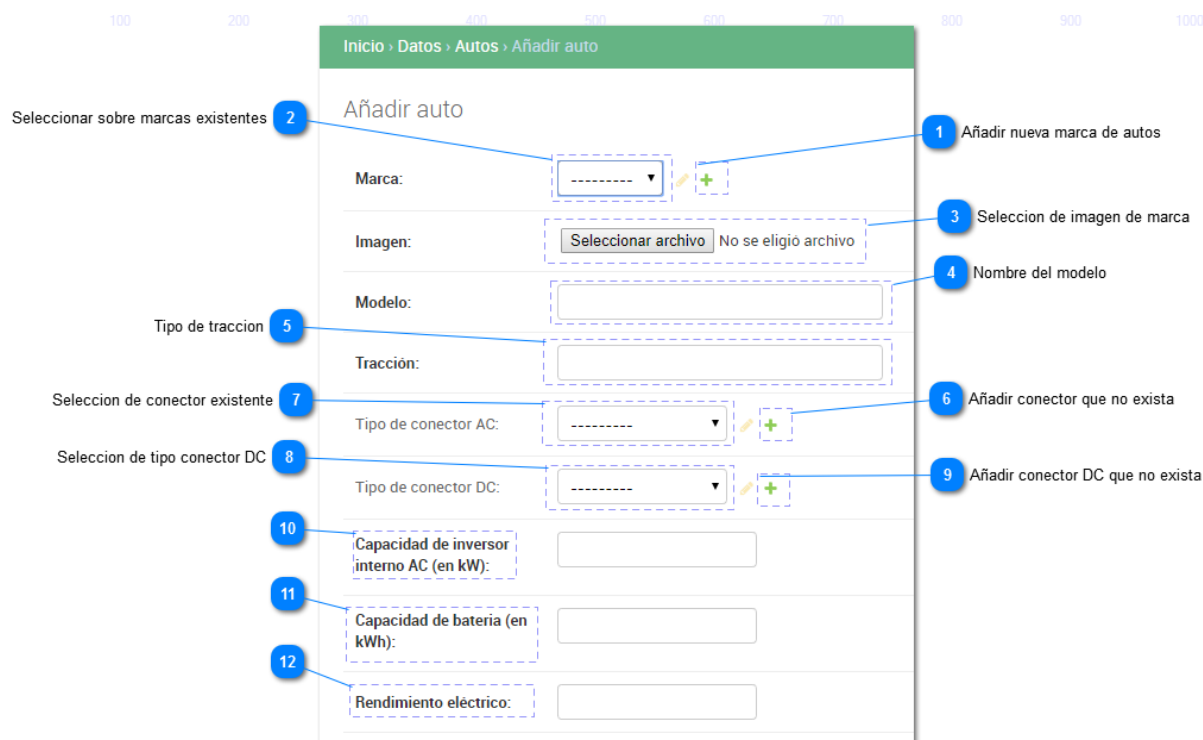 100 200 300 400 500 600 700 800 900 1000
Inicio › Datos › Autos › Añadir auto
Añadir auto
Seleccionar sobre marcas existentes 2
1 Añadir nueva marca de autos
Marca: --------- 
3 Seleccion de imagen de marca
Imagen: Seleccionar archivo No se eligió archivo
4 Nombre del modelo
Modelo:
Tipo de traccion 5
Tracción:
Seleccion de conector existente 7
6 Añadir conector que no exista
Tipo de conector AC: ---------
Seleccion de tipo conector DC 8
9 Añadir conector DC que no exista
Tipo de conector DC: ---------
10
Capacidad de inversor
interno AC (en kW):
11
Capacidad de bateria (en
kWh):
12
Rendimiento eléctrico: